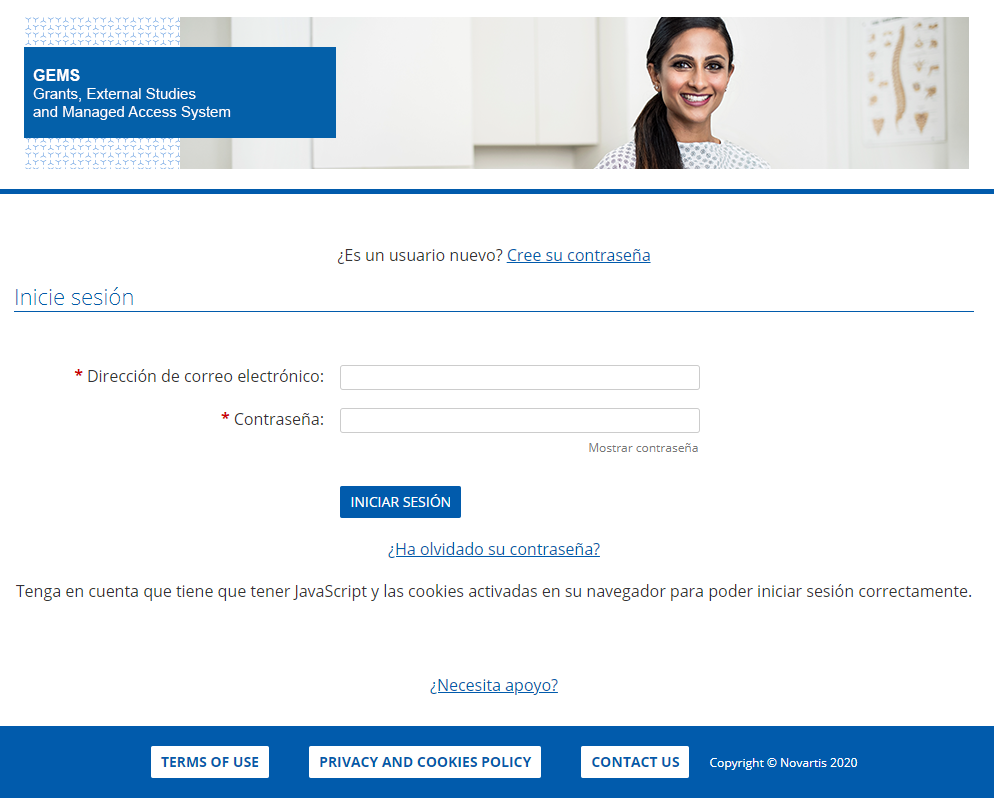 GEMS
Grants, External Studies
and Managed Access System
¿Es un usuario nuevo? Cree su contraseña
Inicie sesión
* Dirección de correo electrónico:
* Contraseña:
Mostrar contraseña
INICIAR SESIÓN
¿Ha olvidado su contraseña?
Tenga en cuenta que tiene que tener JavaScript y las cookies activadas en su navegador para poder iniciar sesión correctamente.
¿Necesita apoyo?
TERMS OF USE PRIVACY AND COOKIES POLICY CONTACT US Copyright © Novartis 2020